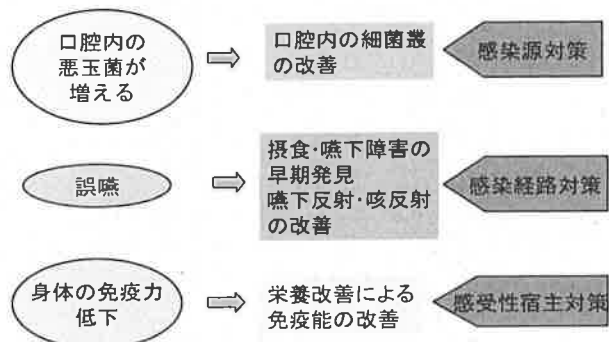 口腔内の
悪玉菌が
増える
口腔内の細菌叢
の改善
感染源対策
誤嚥
摂食・嚥下障害の
早期発見
嚥下反射・咳反射
の改善
感染経路対策
身体の免疫力
低下
栄養改善による
免疫能の改善
感受性宿主対策